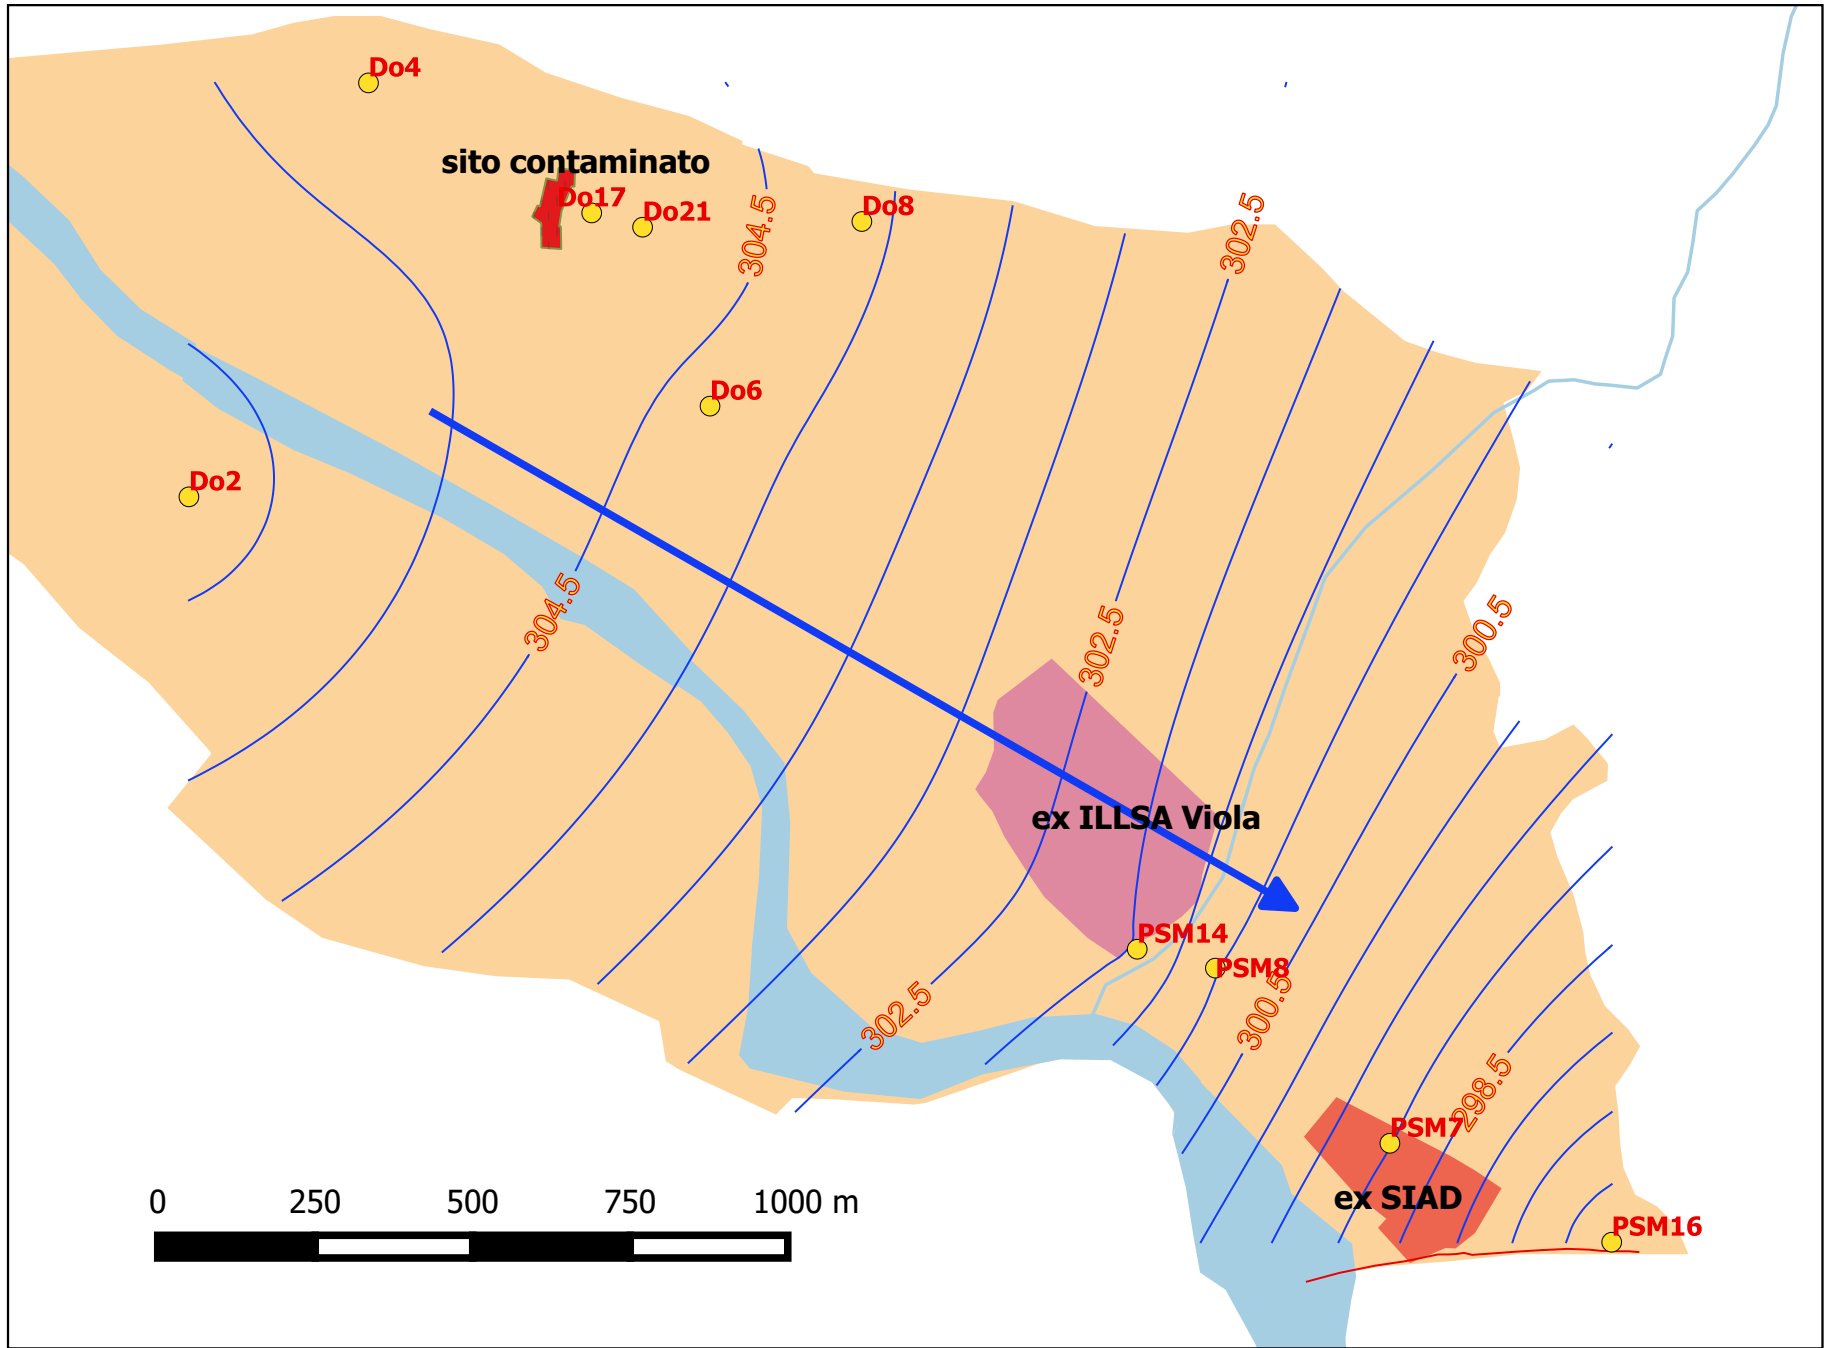 Do4
sito contaminato
Do17
Do21
Do8
304.5
302.5
Do6
Do2
304.5
302.5
300.5
ex ILLSA Viola
PSM14
PSM8
302.5
300.5
298.5
PSM7
ex SIAD
PSM16
0 250 500 750 1000 m